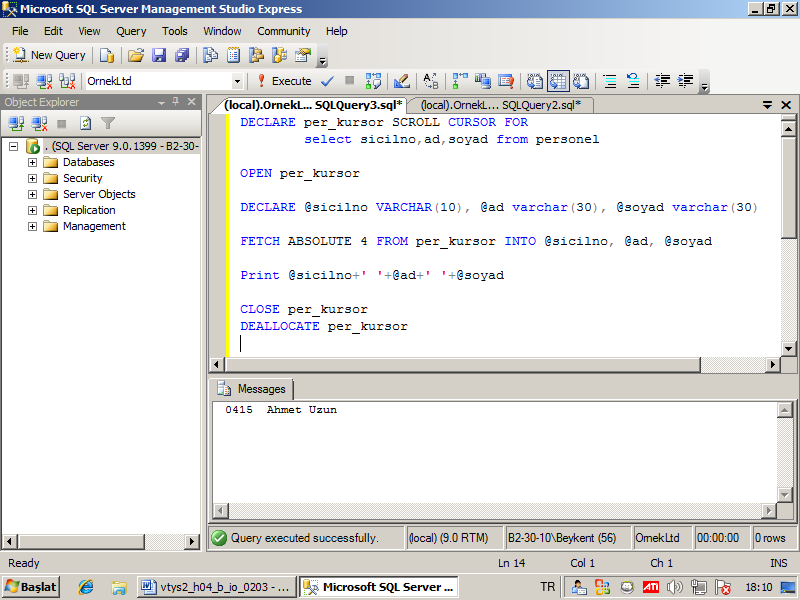 Microsoft SQL Server Management Studio Express
File Edit View Query Tools Window Community Help
New Query
OrnekLtd Execute
Object Explorer
(local).OrnekL... SQLQuery3.sql* (local).OrnekL... SQLQuery2.sql*
. (SQL Server 9.0.1399 - B2-30-
Databases
Security
Server Objects
Replication
Management
DECLARE per_kursor SCROLL CURSOR FOR
select sicilno,ad,soyad from personel
OPEN per_kursor
DECLARE @sicilno VARCHAR(10), @ad varchar(30), @soyad varchar(30)
FETCH ABSOLUTE 4 FROM per_kursor INTO @sicilno, @ad, @soyad
Print @sicilno+' '+@ad+' '+@soyad
CLOSE per_kursor
DEALLOCATE per_kursor
Messages
0415 Ahmet Uzun
Query executed successfully. (local) (9.0 RTM) B2-30-10\Beykent (56) OrnekLtd 00:00:00 0 rows
Ready Ln 14 Col 1 Ch 1 INS
Başlat vtys2_h04_b_io_0203 - ... Microsoft SQL Server ... TR ATI 18:10